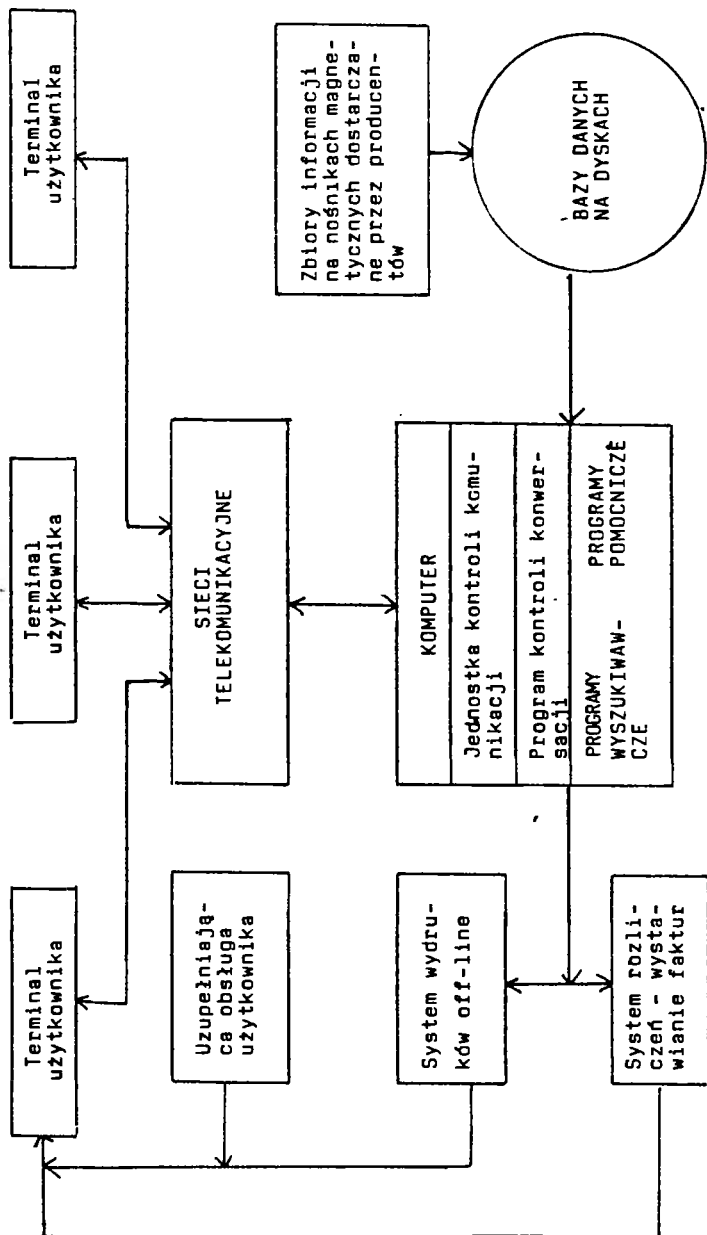 Terminal
użytkownika
Terminal
użytkownika
Terminal
użytkownika
Uzupełniają-
ca obsługa
użytkownika
SIECI
TELEKOMUNIKACYJNE
Zbiory informacji
na nośnikach magne-
tycznych dostarcza-
ne przez producen-
tów
System wydru-
ków off-line
KOMPUTER
Jednostka kontroli komu-
nikacji
Program kontroli konwer-
sacji
PROGRAMY
WYSZUKIWAW-
CZE
PROGRAMY
POMOCNICZE
BAZY DANYCH
NA DYSKACH
System rozli-
czeń - wysta-
wianie faktur